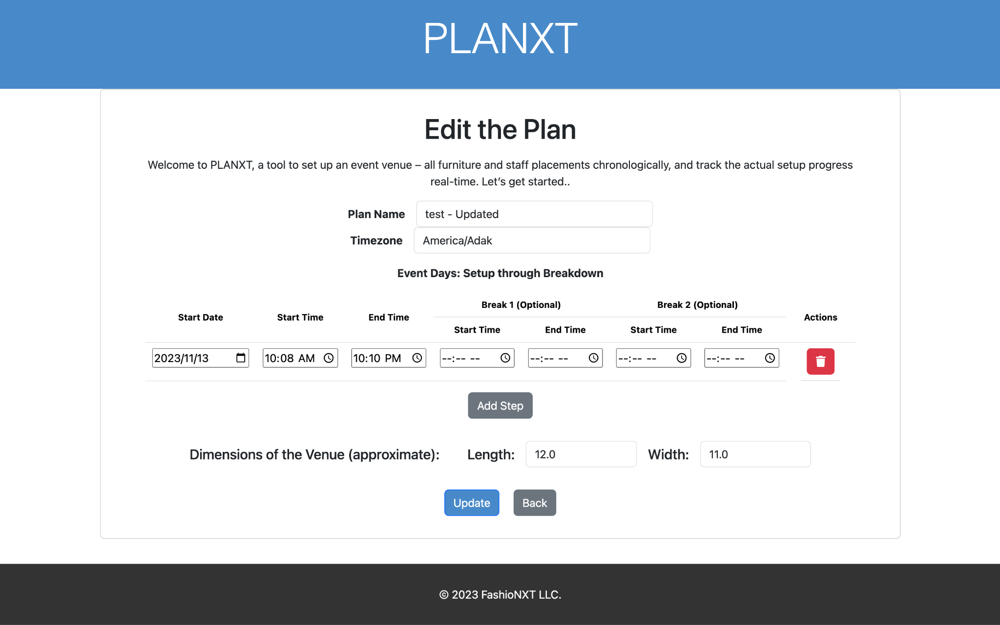 PLANXT
Edit the Plan
Welcome to PLANXT, a tool to set up an event venue – all furniture and staff placements chronologically, and track the actual setup progress
real-time. Let’s get started..
Plan Name test - Updated
Timezone America/Adak
Event Days: Setup through Breakdown
Start Date Start Time End Time Break 1 (Optional) Break 2 (Optional) Actions
Start Time End Time Start Time End Time
2023/11/13 10:08 AM 10:10 PM --:-- -- --:-- -- --:-- -- --:-- --
Add Step
Dimensions of the Venue (approximate): Length: 12.0 Width: 11.0
Update Back
© 2023 FashioNXT LLC.